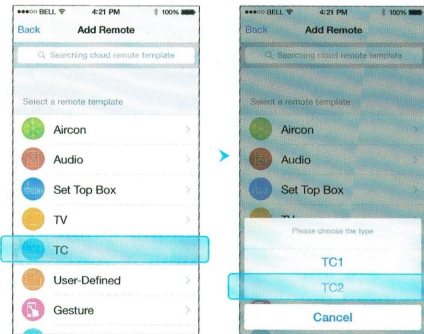 BELL 4:21 PM 100%
Back Add Remote
Searching cloud remote template
Select a remote template
Aircon
Audio
Set Top Box
TV
TC
User-Defined
Gesture
BELL 4:21 PM 100%
Back Add Remote
Searching cloud remote template
Select a remote template
Aircon
Audio
Set Top Box
TV
Please choose the type
TC1
TC2
Cancel